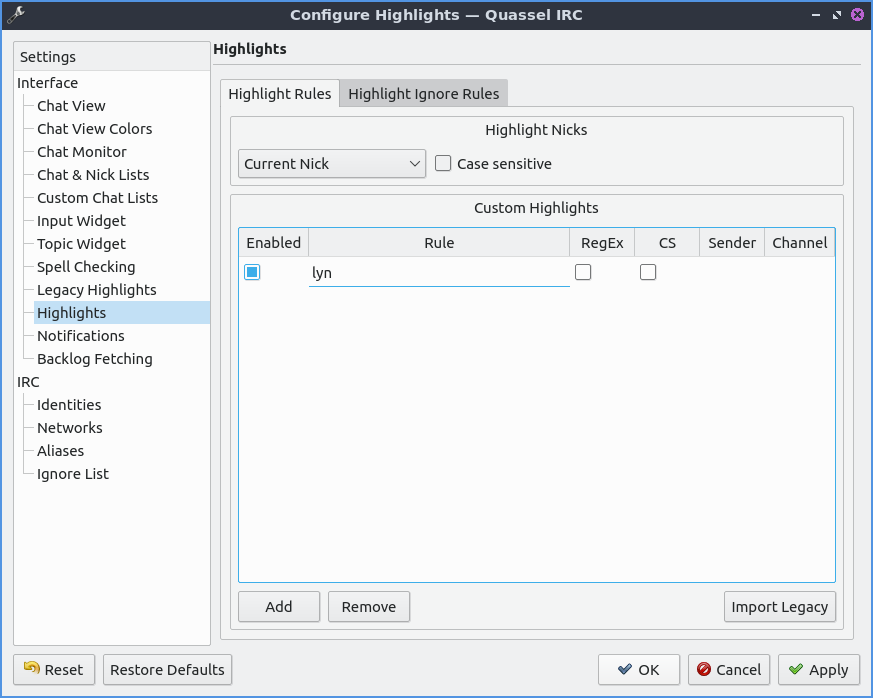 Configure Highlights — Quassel IRC
Settings
Interface
Chat View
Chat View Colors
Chat Monitor
Chat & Nick Lists
Custom Chat Lists
Input Widget
Topic Widget
Spell Checking
Legacy Highlights
Highlights
Notifications
Backlog Fetching
IRC
Identities
Networks
Aliases
Ignore List
Highlights
Highlight Rules Highlight Ignore Rules
Highlight Nicks
Current Nick Case sensitive
Custom Highlights
Enabled Rule RegEx CS Sender Channel
lyn
Add Remove Import Legacy
Reset Restore Defaults OK Cancel Apply